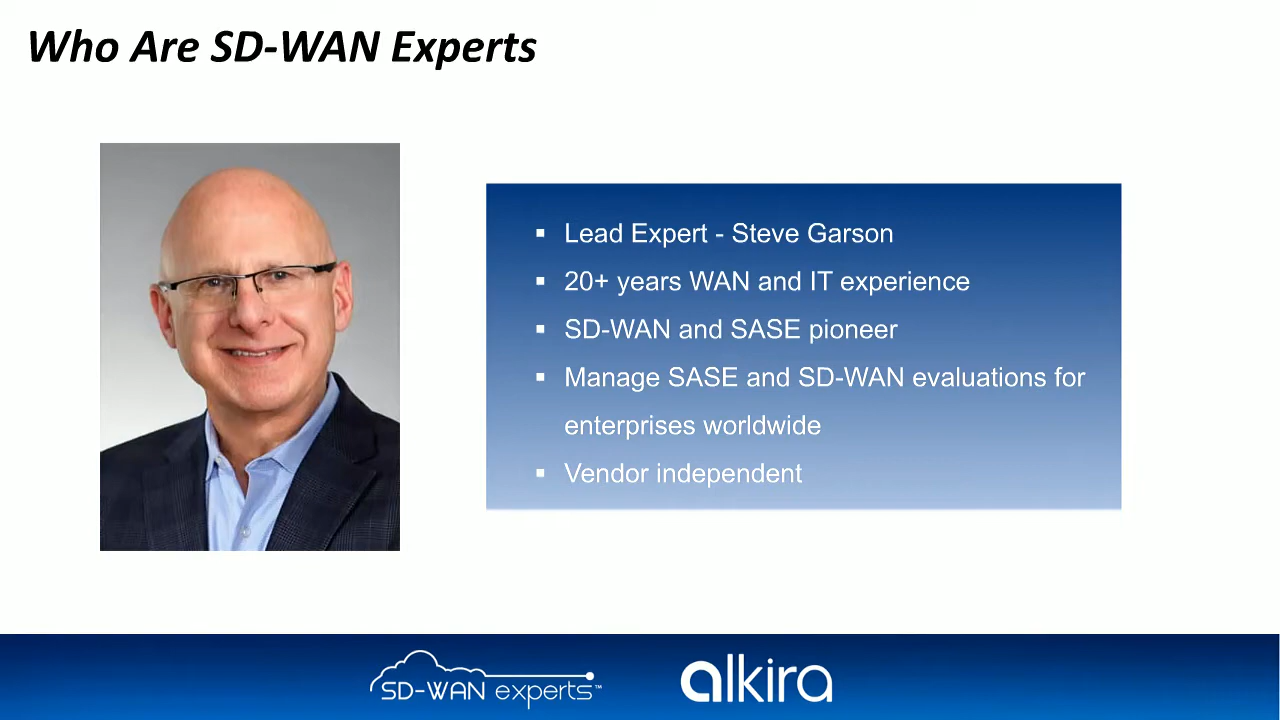 Who Are SD-WAN Experts
▪ Lead Expert - Steve Garson
▪ 20+ years WAN and IT experience
▪ SD-WAN and SASE pioneer
▪ Manage SASE and SD-WAN evaluations for
enterprises worldwide
▪ Vendor independent
SD-WAN experts™
alkira